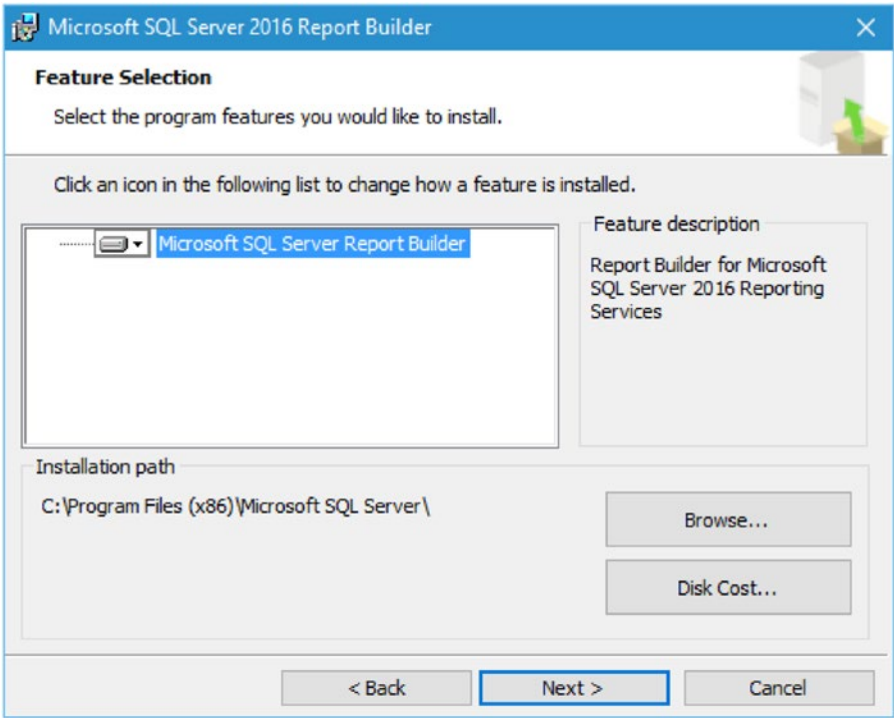 Microsoft SQL Server 2016 Report Builder
Feature Selection
Select the program features you would like to install.
Click an icon in the following list to change how a feature is installed.
Microsoft SQL Server Report Builder
Feature description
Report Builder for Microsoft
SQL Server 2016 Reporting
Services
Installation path
C:\Program Files (x86)\Microsoft SQL Server\
Browse...
Disk Cost...
< Back
Next >
Cancel